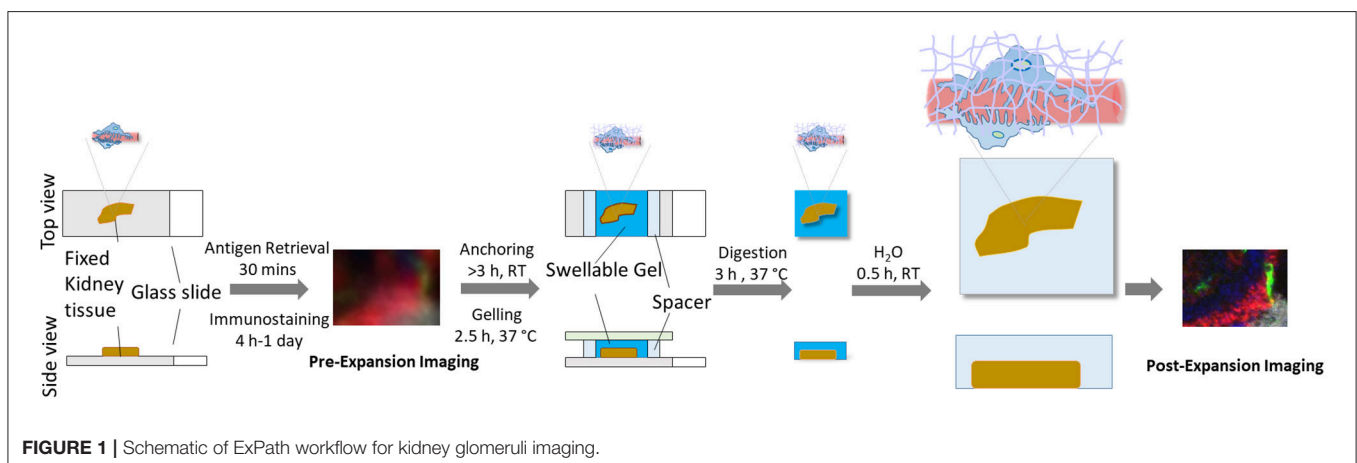 Top view
Side view
Fixed
Kidney
tissue
Glass slide
Antigen Retrieval
30 mins
Immunostaining
4 h-1 day
Pre-Expansion Imaging
Anchoring
>3 h, RT
Gelling
2.5 h, 37 °C
Swellable Gel
Spacer
Digestion
3 h , 37 °C
H₂O
0.5 h, RT
Post-Expansion Imaging
FIGURE 1 | Schematic of ExPath workflow for kidney glomeruli imaging.